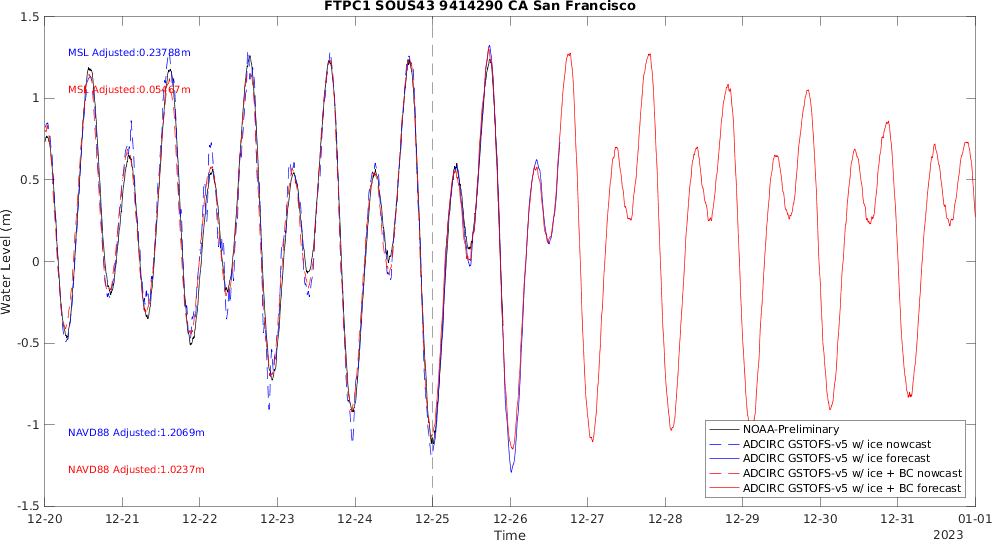 FTPC1 SOUS43 9414290 CA San Francisco
1.5
1
0.5
0
-0.5
-1
-1.5
Water Level (m)
MSL Adjusted:0.23788m
MSL Adjusted:0.05467m
NAVD88 Adjusted:1.2069m
NAVD88 Adjusted:1.0237m
NOAA-Preliminary
ADCIRC GSTOFS-v5 w/ ice nowcast
ADCIRC GSTOFS-v5 w/ ice forecast
ADCIRC GSTOFS-v5 w/ ice + BC nowcast
ADCIRC GSTOFS-v5 w/ ice + BC forecast
12-20 12-21 12-22 12-23 12-24 12-25 12-26 12-27 12-28 12-29 12-30 12-31 01-01
Time
2023